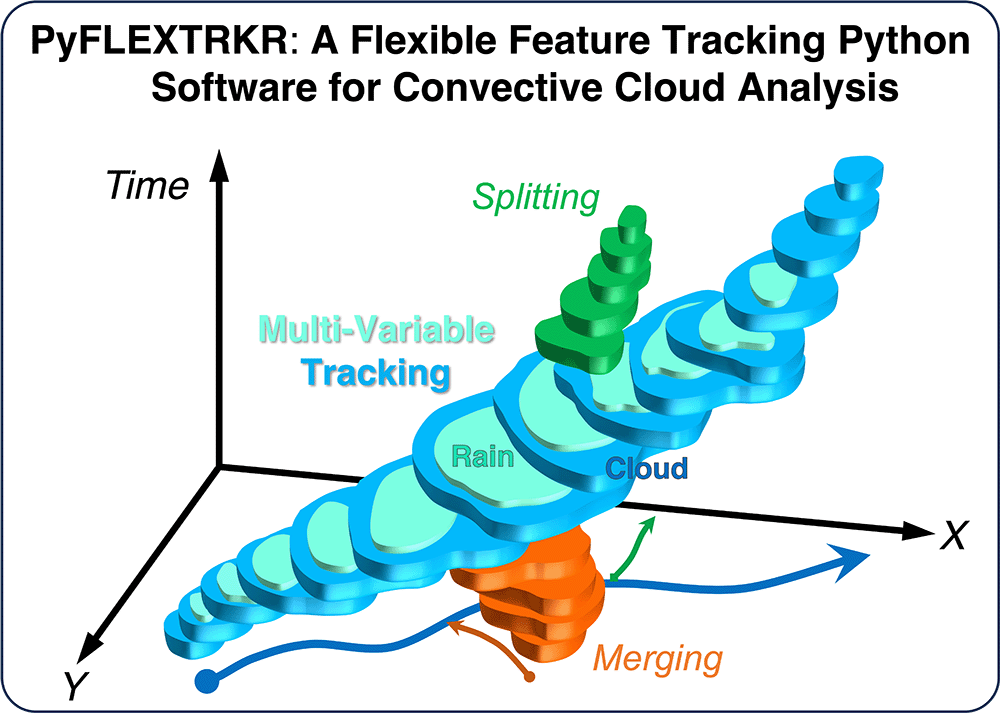 PyFLEXTRKR: A Flexible Feature Tracking Python
Software for Convective Cloud Analysis
Time
Splitting
Multi-Variable
Tracking
Rain
Cloud
X
Merging
Y